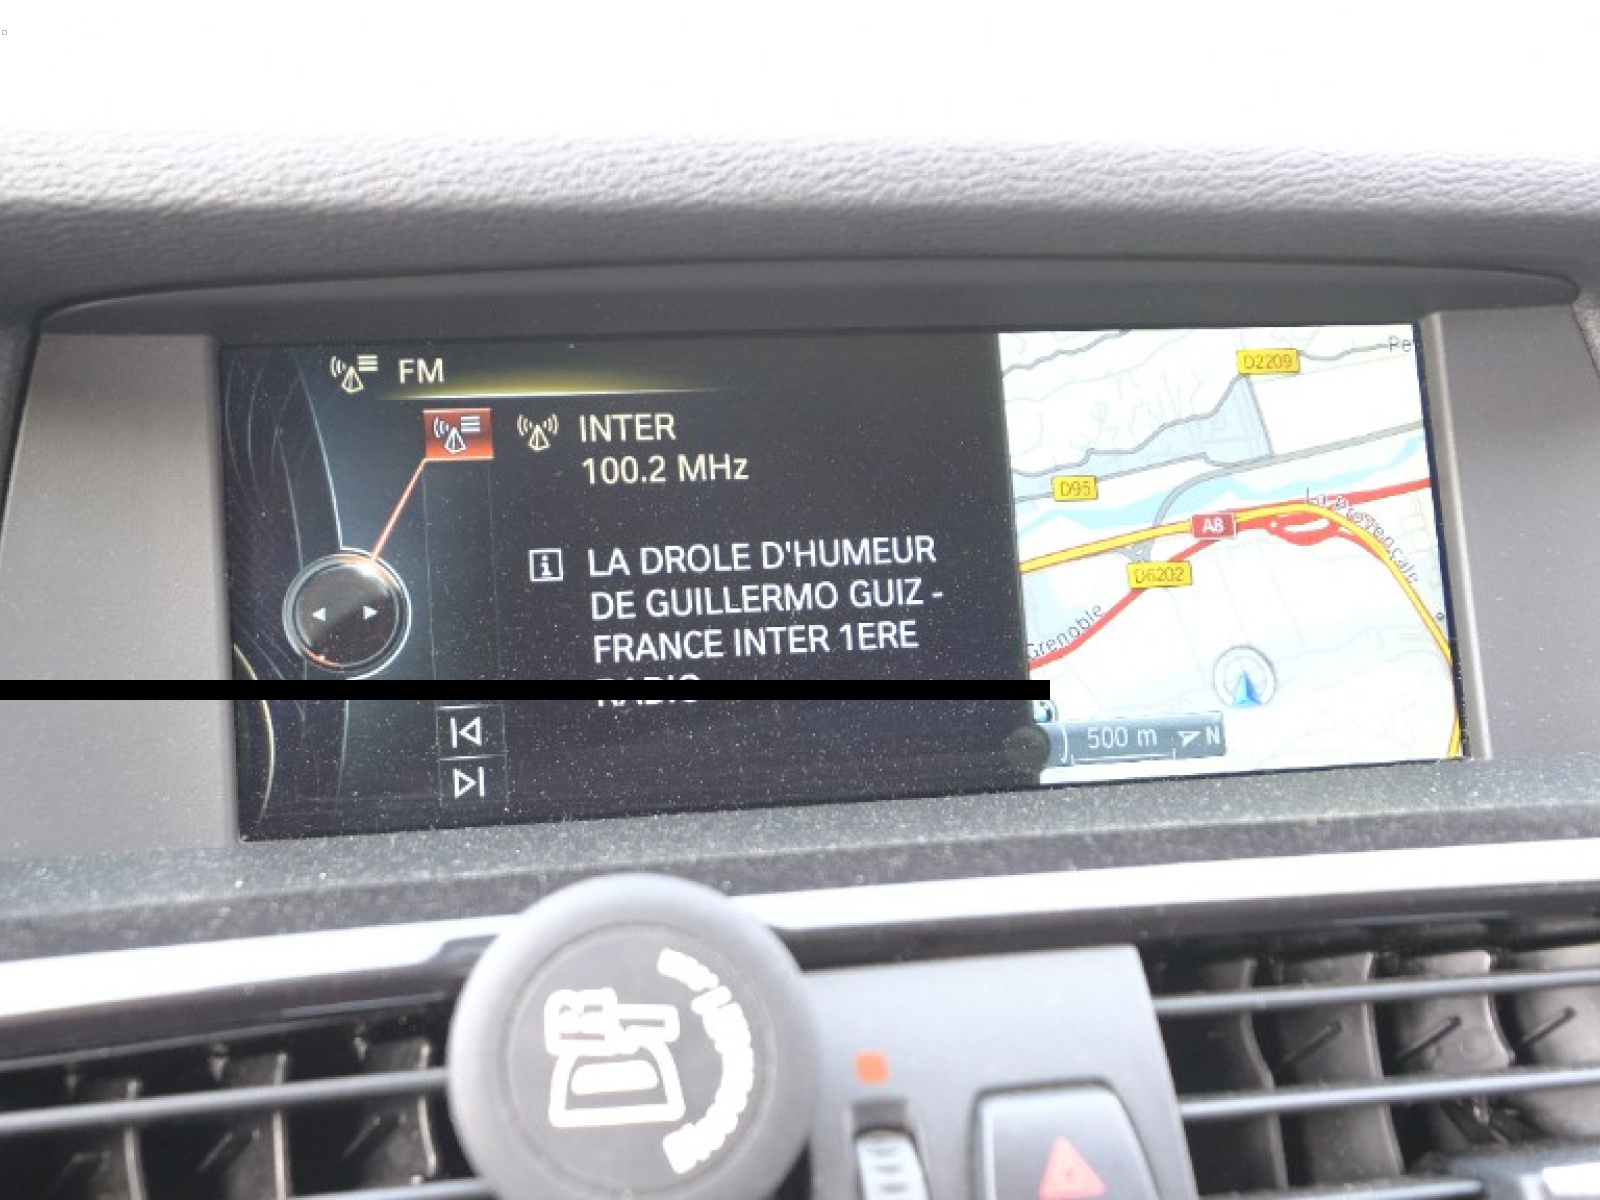 FM
INTER
100.2 MHz
LA DROLE D'HUMEUR
DE GUILLERMO GUIZ -
FRANCE INTER 1ERE
D2209
Pe
D95
A8
La Provençale
D6202
Grenoble
500 m
N